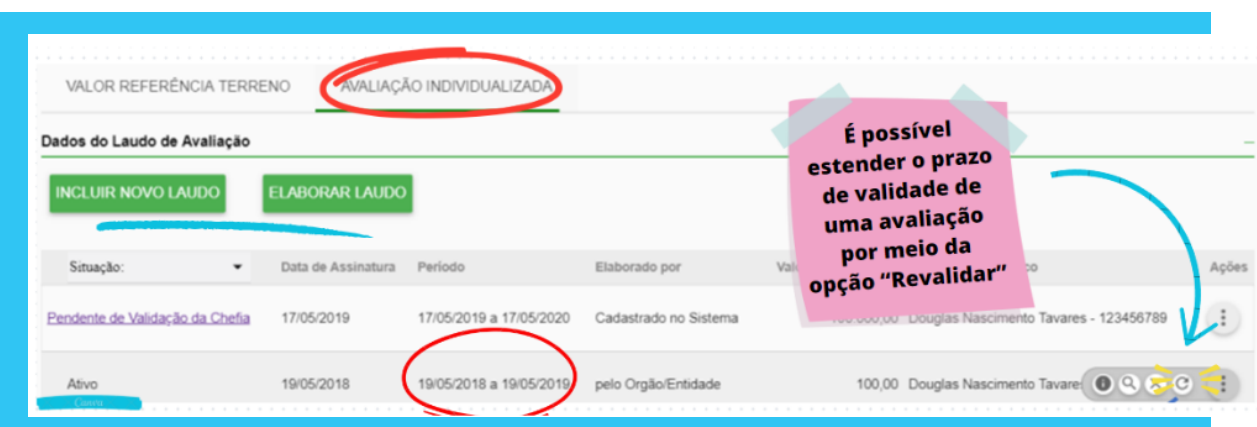 VALOR REFERÊNCIA TERRENO AVALIAÇÃO INDIVIDUALIZADA
Dados do Laudo de Avaliação
INCLUIR NOVO LAUDO ELABORAR LAUDO
É possível
estender o prazo
de validade de
uma avaliação
por meio da
opção “Revalidar”
Situação: Data de Assinatura Período Elaborado por Ações
Pendente de Validação da Chefia 17/05/2019 17/05/2019 a 17/05/2020 Cadastrado no Sistema Douglas Nascimento Tavares - 123456789
Ativo 19/05/2018 19/05/2018 a 19/05/2019 pelo Orgão/Entidade 100,00 Douglas Nascimento Tavare